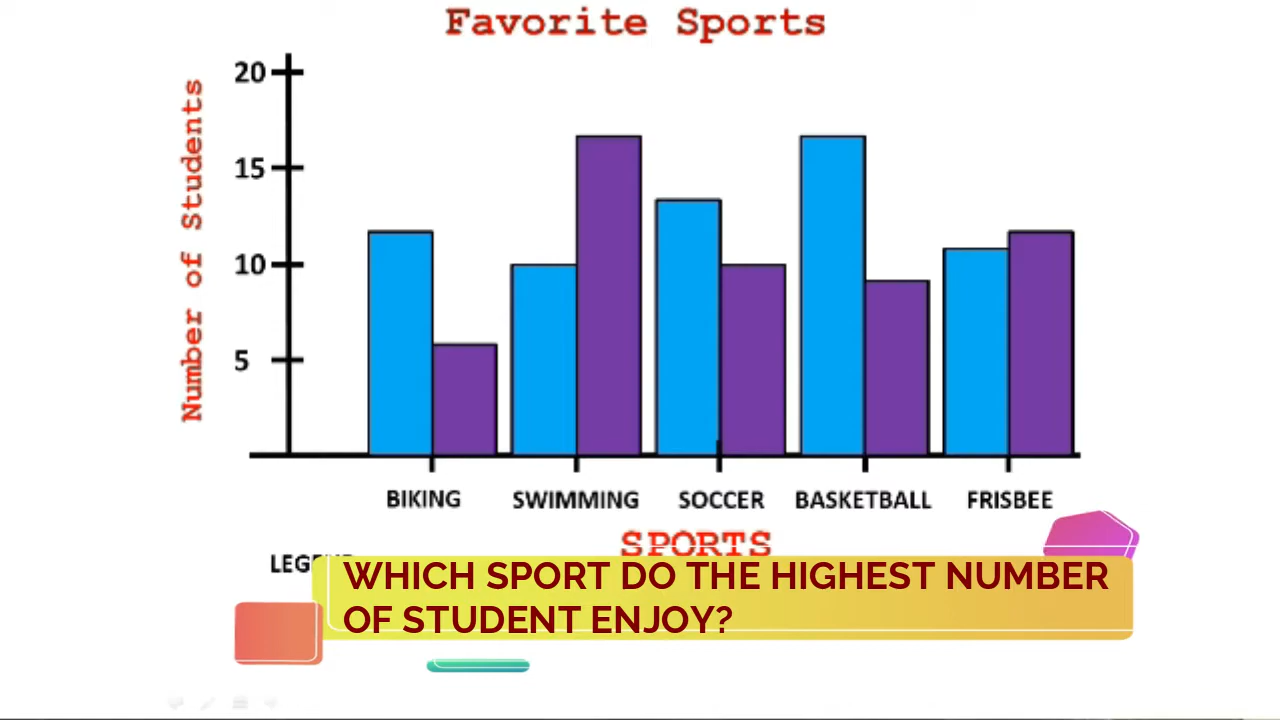 Favorite Sports
Number of Students
20
15
10
5
BIKING SWIMMING SOCCER BASKETBALL FRISBEE
SPORTS
WHICH SPORT DO THE HIGHEST NUMBER
OF STUDENT ENJOY?